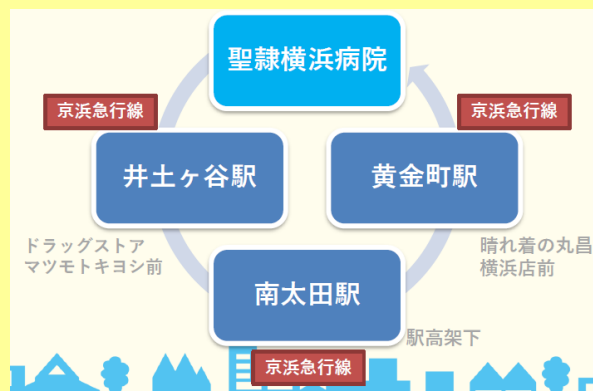 聖隷横浜病院
京浜急行線
京浜急行線
井土ヶ谷駅
黄金町駅
ドラッグストア
マツモトキヨシ前
晴れ着の丸昌
横浜店前
南太田駅
駅高架下
京浜急行線